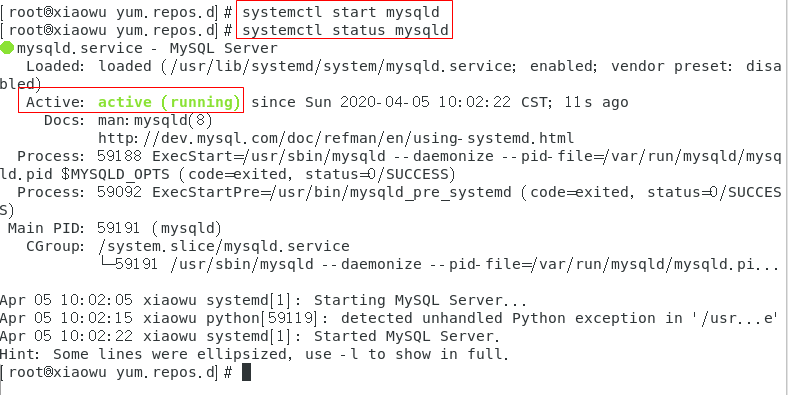 [root@xiaowu yum.repos.d]# systemctl start mysqld
[root@xiaowu yum.repos.d]# systemctl status mysqld
mysqld.service - MySQL Server
Loaded: loaded (/usr/lib/systemd/system/mysqld.service; enabled; vendor preset: disa
bled)
Active: active (running) since Sun 2020-04-05 10:02:22 CST; 11s ago
Docs: man:mysqld(8)
http://dev.mysql.com/doc/refman/en/using-systemd.html
Process: 59188 ExecStart=/usr/sbin/mysqld --daemonize --pid-file=/var/run/mysqld/mysq
ld.pid $MYSQLD_OPTS (code=exited, status=0/SUCCESS)
Process: 59092 ExecStartPre=/usr/bin/mysqld_pre_systemd (code=exited, status=0/SUCCES
S)
Main PID: 59191 (mysqld)
CGroup: /system.slice/mysqld.service
└─59191 /usr/sbin/mysqld --daemonize --pid-file=/var/run/mysqld/mysqld.pi...
Apr 05 10:02:05 xiaowu systemd[1]: Starting MySQL Server...
Apr 05 10:02:15 xiaowu python[59119]: detected unhandled Python exception in '/usr...e'
Apr 05 10:02:22 xiaowu systemd[1]: Started MySQL Server.
Hint: Some lines were ellipsized, use -l to show in full.
[root@xiaowu yum.repos.d]#